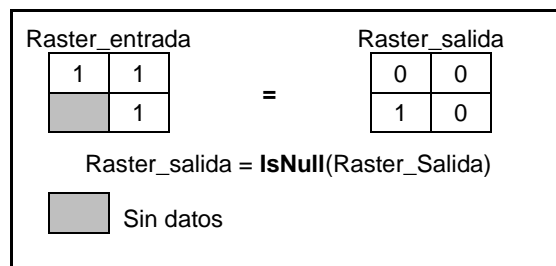 Raster_entrada Raster_salida
1 1 0 0
= 
1 1 0
Raster_salida = IsNull(Raster_Salida)
Sin datos